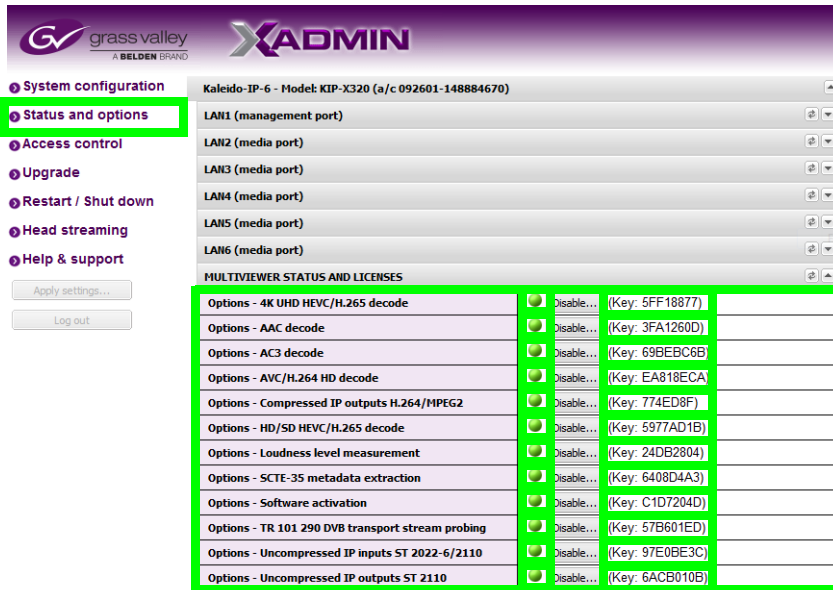 grass valley
A BELDEN BRAND
XADMIN
System configuration
Status and options
Access control
Upgrade
Restart / Shut down
Head streaming
Help & support
Apply settings...
Log out
Kaleido-IP-6 - Model: KIP-X320 (a/c 092601-148884670)
LAN1 (management port)
LAN2 (media port)
LAN3 (media port)
LAN4 (media port)
LAN5 (media port)
LAN6 (media port)
MULTIVIEWER STATUS AND LICENSES
Options - 4K UHD HEVC/H.265 decode Disable... (Key: 5FF18877)
Options - AAC decode Disable... (Key: 3FA1260D)
Options - AC3 decode Disable... (Key: 69BEBC6B)
Options - AVC/H.264 HD decode Disable... (Key: EA818ECA)
Options - Compressed IP outputs H.264/MPEG2 Disable... (Key: 774ED8F)
Options - HD/SD HEVC/H.265 decode Disable... (Key: 5977AD1B)
Options - Loudness level measurement Disable... (Key: 24DB2804)
Options - SCTE-35 metadata extraction Disable... (Key: 6408D4A3)
Options - Software activation Disable... (Key: C1D7204D)
Options - TR 101 290 DVB transport stream probing Disable... (Key: 57B601ED)
Options - Uncompressed IP inputs ST 2022-6/2110 Disable... (Key: 97E0BE3C)
Options - Uncompressed IP outputs ST 2110 Disable... (Key: 6ACB010B)